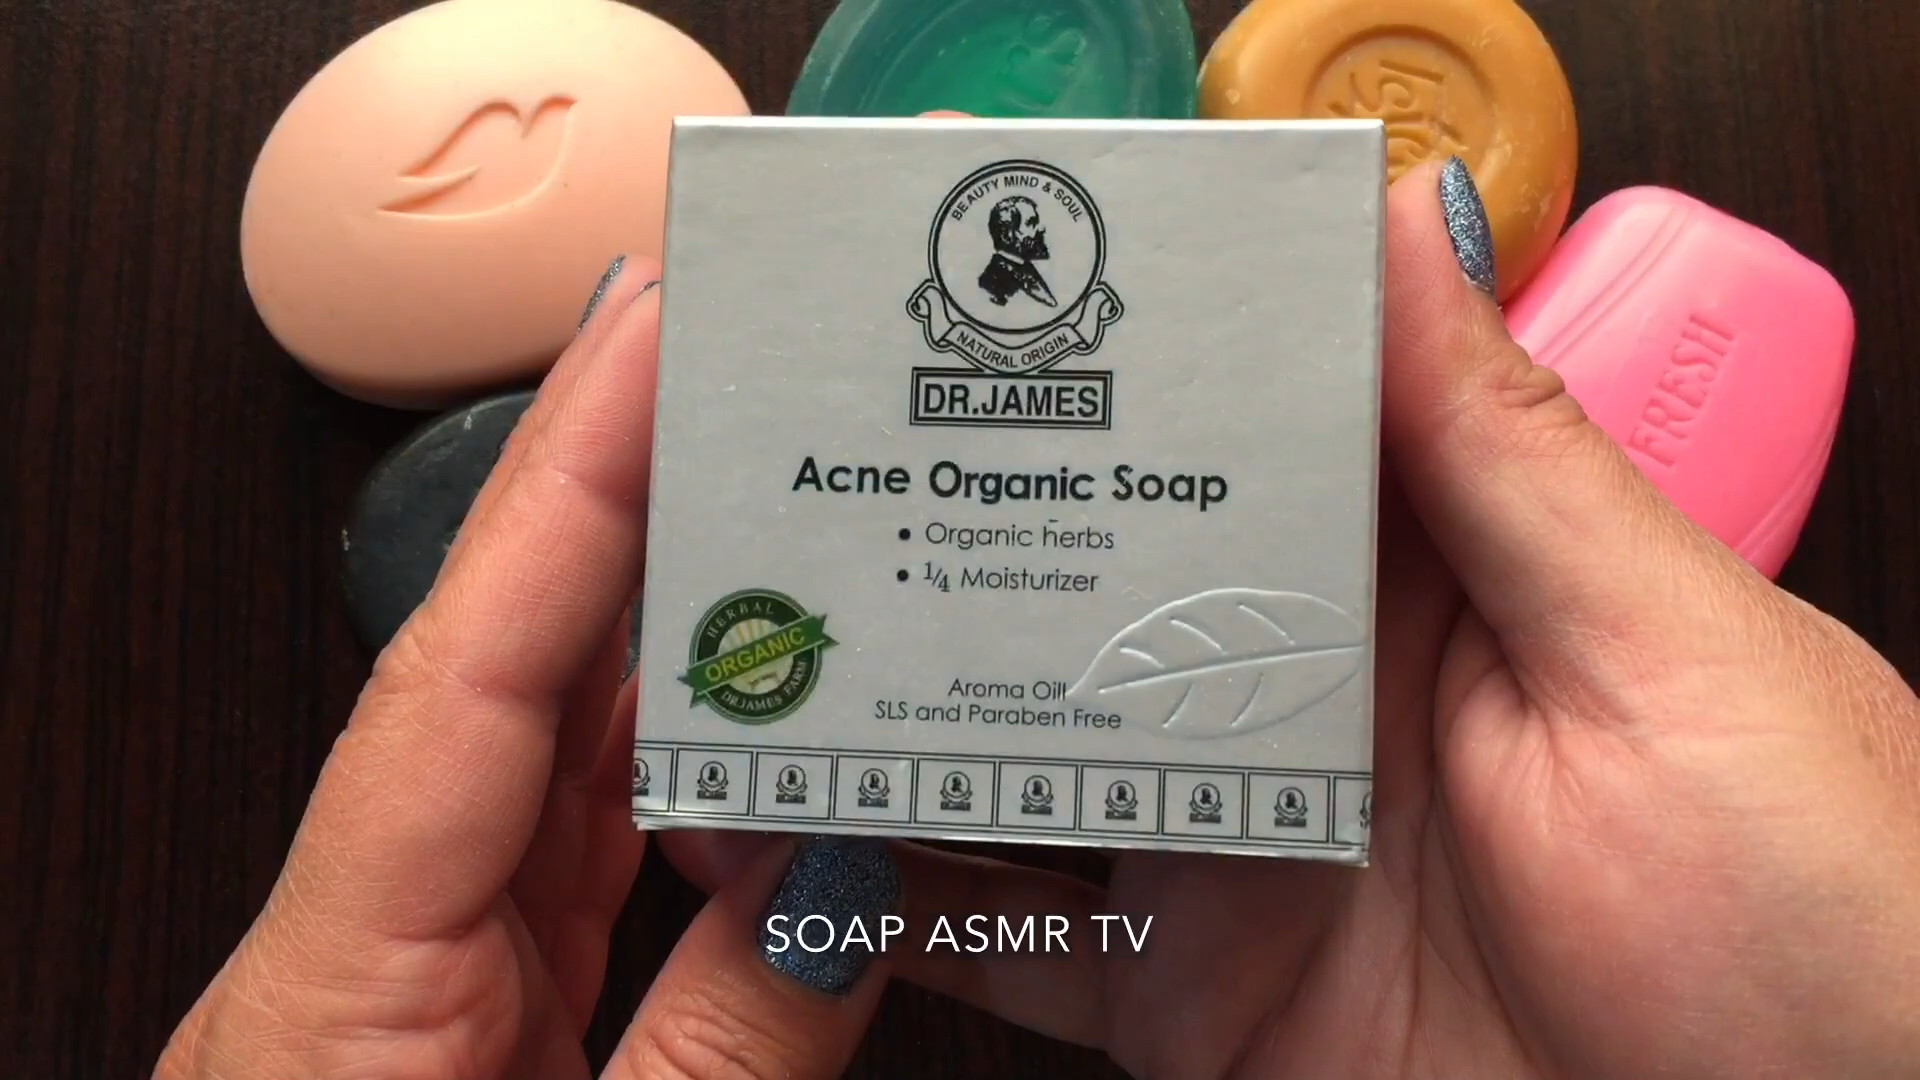 BEAUTY MIND & SOUL
NATURAL ORIGIN
DR.JAMES
Acne Organic Soap
• Organic herbs
• 1/4 Moisturizer
HERBAL
ORGANIC
DR.JAMES FARM
Aroma Oill
SLS and Paraben Free
FRESH
SOAP ASMR TV